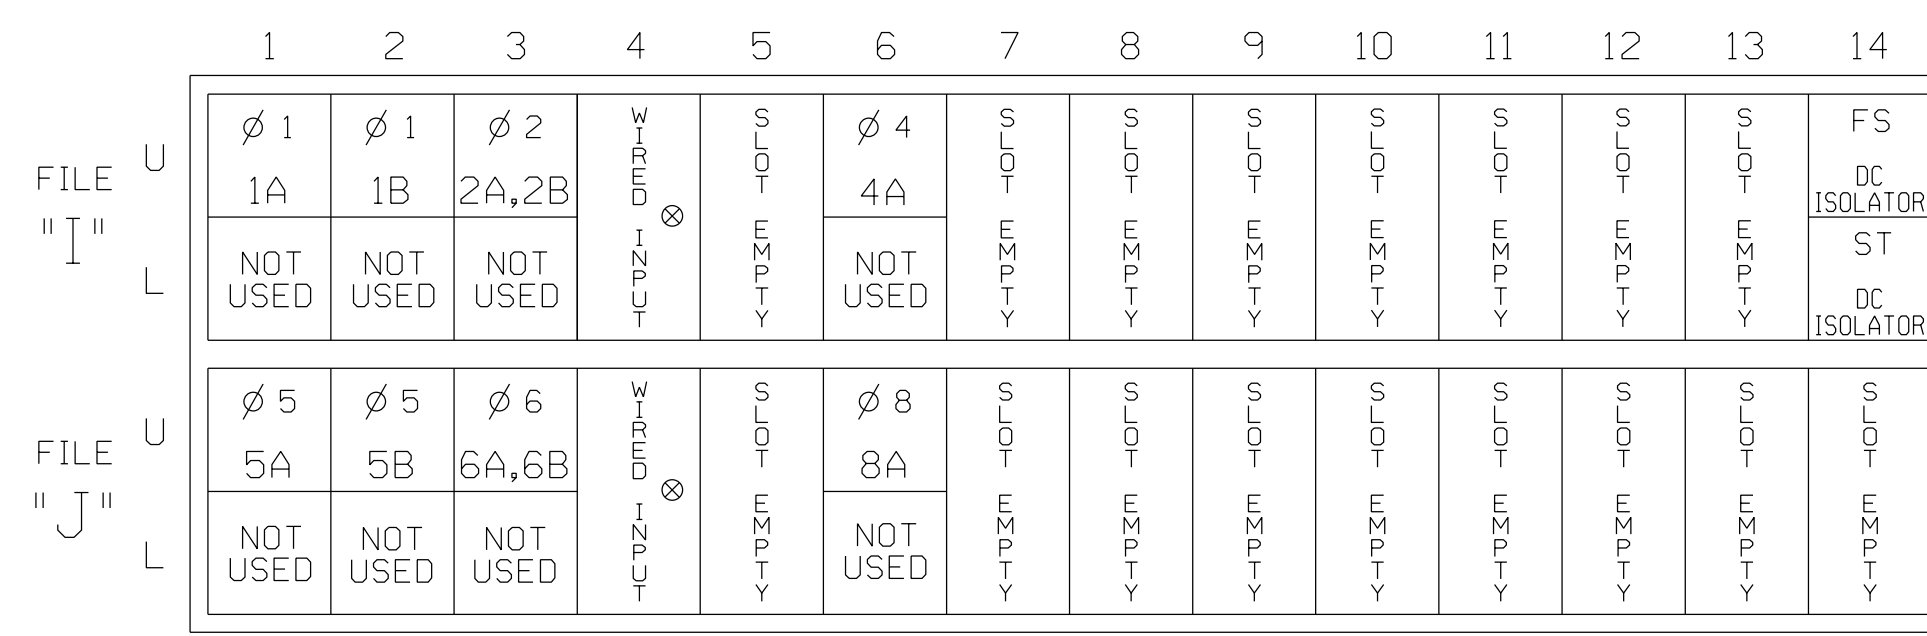 1 2 3 4 5 6 7 8 9 10 11 12 13 14
FILE
"I"
U
L
∅ 1
1A
NOT
USED
∅ 1
1B
NOT
USED
∅ 2
2A,2B
NOT
USED
WIRED INPUT
SLOT EMPTY
∅ 4
4A
NOT
USED
SLOT EMPTY
SLOT EMPTY
SLOT EMPTY
SLOT EMPTY
SLOT EMPTY
SLOT EMPTY
SLOT EMPTY
FS
DC
ISOLATOR
ST
DC
ISOLATOR
FILE
"J"
U
L
∅ 5
5A
NOT
USED
∅ 5
5B
NOT
USED
∅ 6
6A,6B
NOT
USED
WIRED INPUT
SLOT EMPTY
∅ 8
8A
NOT
USED
SLOT EMPTY
SLOT EMPTY
SLOT EMPTY
SLOT EMPTY
SLOT EMPTY
SLOT EMPTY
SLOT EMPTY
SLOT EMPTY